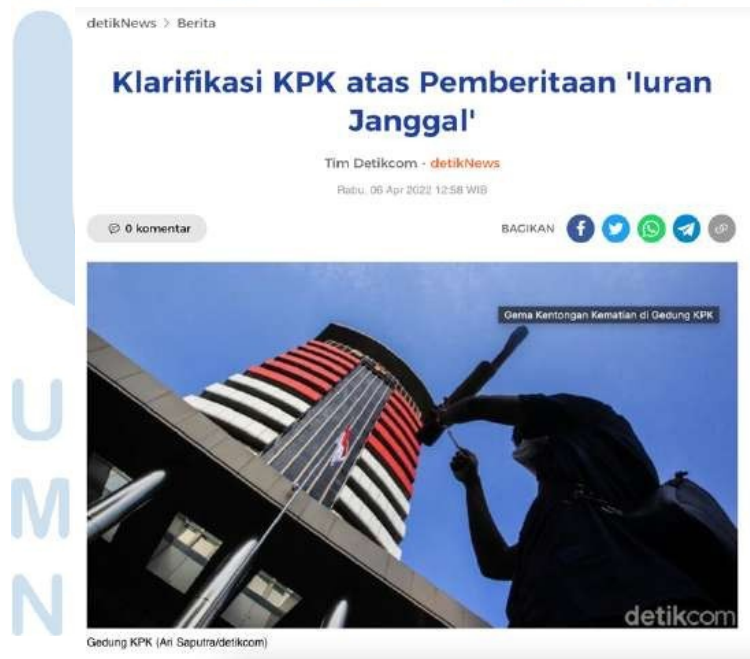 detikNews > Berita
Klarifikasi KPK atas Pemberitaan 'Iuran
Janggal'
Tim Detikcom - detikNews
Rabu, 06 Apr 2022 12:58 WIB
0 komentar
BAGIKAN
Gema Kentongan Kematian di Gedung KPK
detikcom
Gedung KPK (Ari Saputra/detikcom)
U
M
N